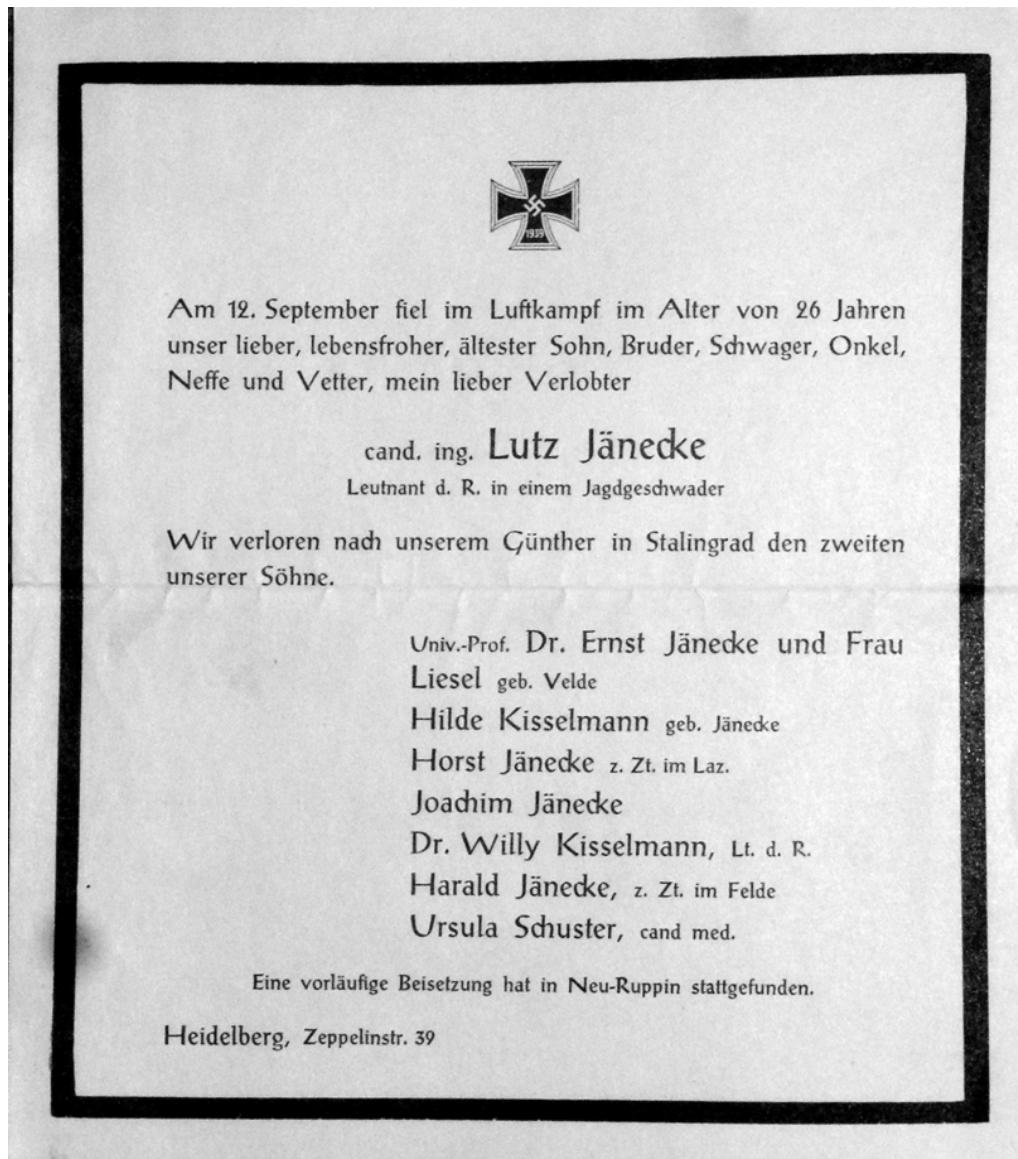 1939
Am 12. September fiel im Luftkampf im Alter von 26 Jahren
unser lieber, lebensfroher, ältester Sohn, Bruder, Schwager, Onkel,
Neffe und Vetter, mein lieber Verlobter
cand. ing. Lutz Jänecke
Leutnant d. R. in einem Jagdgeschwader
Wir verloren nach unserem Günther in Stalingrad den zweiten
unserer Söhne.
Univ.-Prof. Dr. Ernst Jänecke und Frau
Liesel geb. Velde
Hilde Kisselmann geb. Jänecke
Horst Jänecke z. Zt. im Laz.
Joachim Jänecke
Dr. Willy Kisselmann, Lt. d. R.
Harald Jänecke, z. Zt. im Felde
Ursula Schuster, cand med.
Eine vorläufige Beisetzung hat in Neu-Ruppin stattgefunden.
Heidelberg, Zeppelinstr. 39